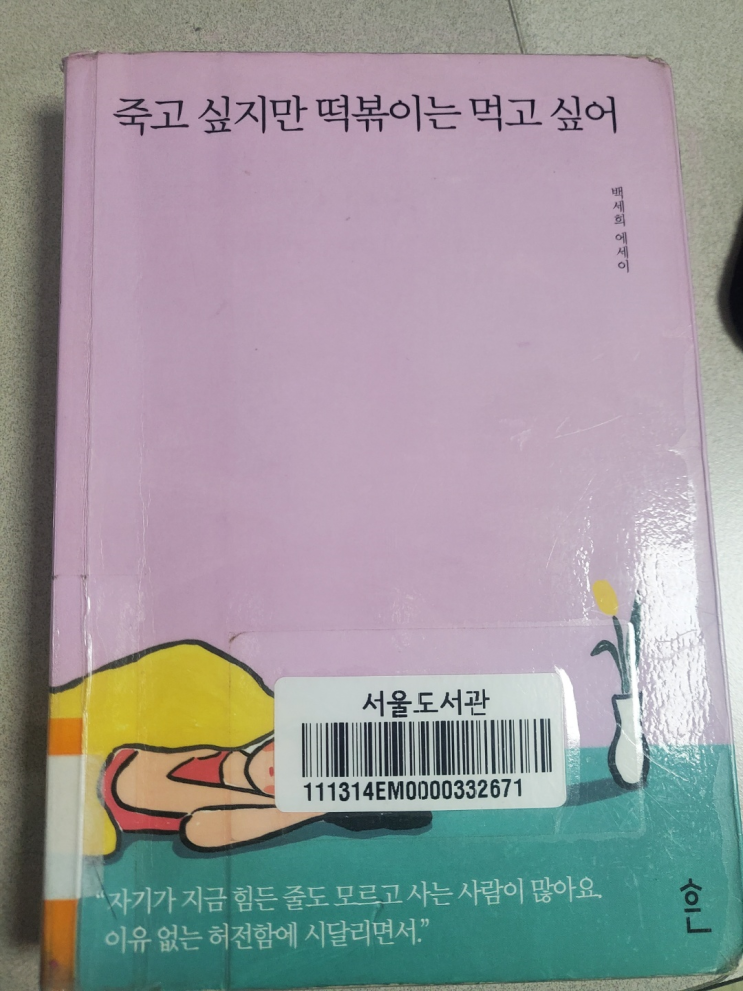 죽고 싶지만 떡볶이는 먹고 싶어
백세희 에세이
서울도서관
111314EM0000332671
“자기가 지금 힘든 줄도 모르고 사는 사람이 많아요.
이유 없는 허전함에 시달리면서.”
흔